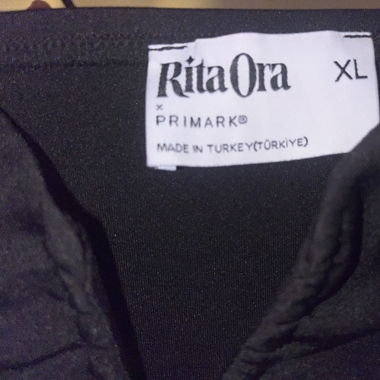 Rita Ora XL
×
PRIMARK®
MADE IN TURKEY(TÜRKİYE)